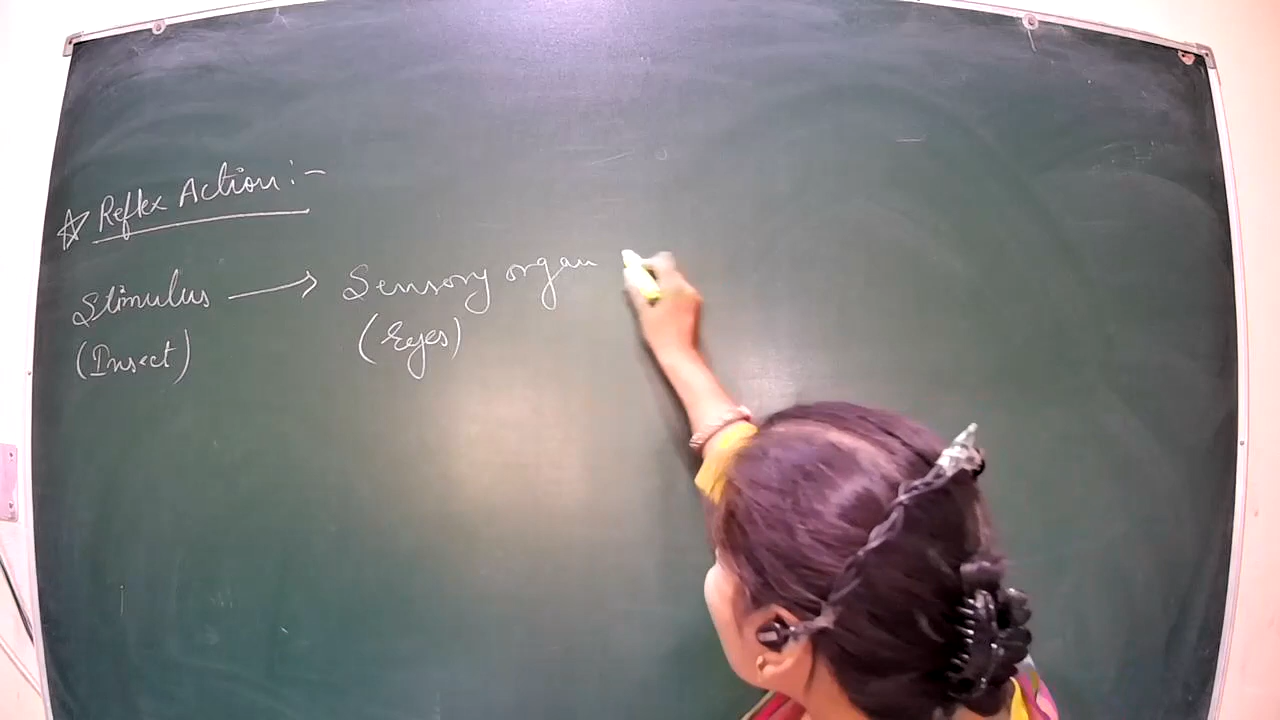 ☆ Reflex Action :-
Stimulus ⟶ Sensory organ
(Insect) (Eyes)